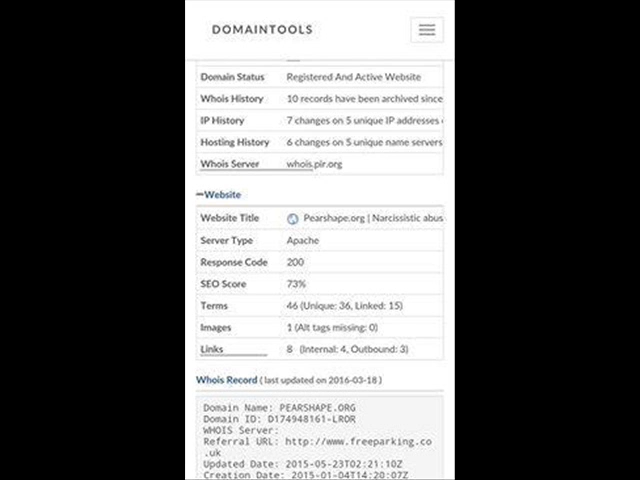 DOMAINTOOLS
Domain Status Registered And Active Website
Whois History 10 records have been archived since
IP History 7 changes on 5 unique IP addresses
Hosting History 6 changes on 5 unique name servers
Whois Server whois.pir.org
Website
Website Title Pearshape.org | Narcissistic abus
Server Type Apache
Response Code 200
SEO Score 73%
Terms 46 (Unique: 36, Linked: 15)
Images 1 (Alt tags missing: 0)
Links 8 (Internal: 4, Outbound: 3)
Whois Record ( last updated on 2016-03-18 )
Domain Name: PEARSHAPE.ORG
Domain ID: D174948161-LROR
WHOIS Server:
Referral URL: http://www.freeparking.co
.uk
Updated Date: 2015-05-23T02:21:10Z
Creation Date: 2015-01-04T14:20:07Z